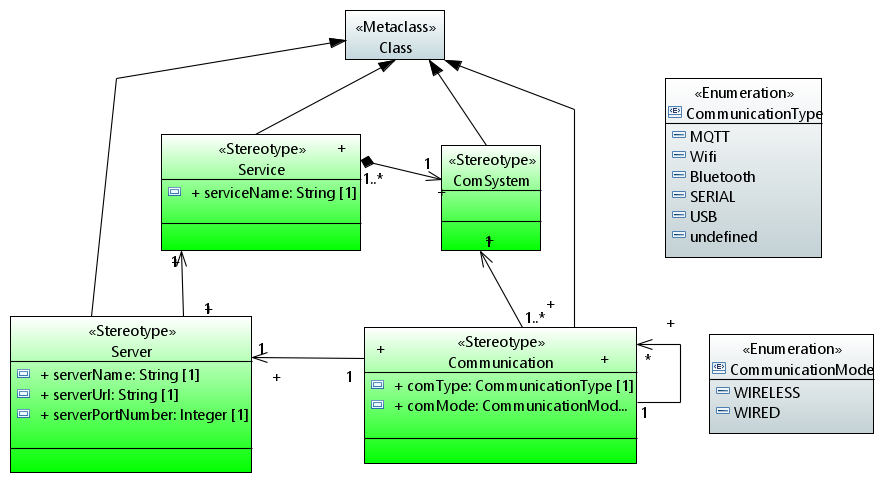 «Metaclass»
Class
«Stereotype»
+
Service
+ serviceName: String [1]
1..*
1
«Stereotype»
ComSystem
+
1
+
«Enumeration»
CommunicationType
MQTT
Wifi
Bluetooth
SERIAL
USB
undefined
1
+
1
+
«Stereotype»
Server
+ serverName: String [1]
+ serverUrl: String [1]
+ serverPortNumber: Integer [1]
1
+
1
1..*
+
«Stereotype»
+
Communication
+
+ comType: CommunicationType [1]
+ comMode: CommunicationMod...
+
*
1
«Enumeration»
CommunicationMode
WIRELESS
WIRED